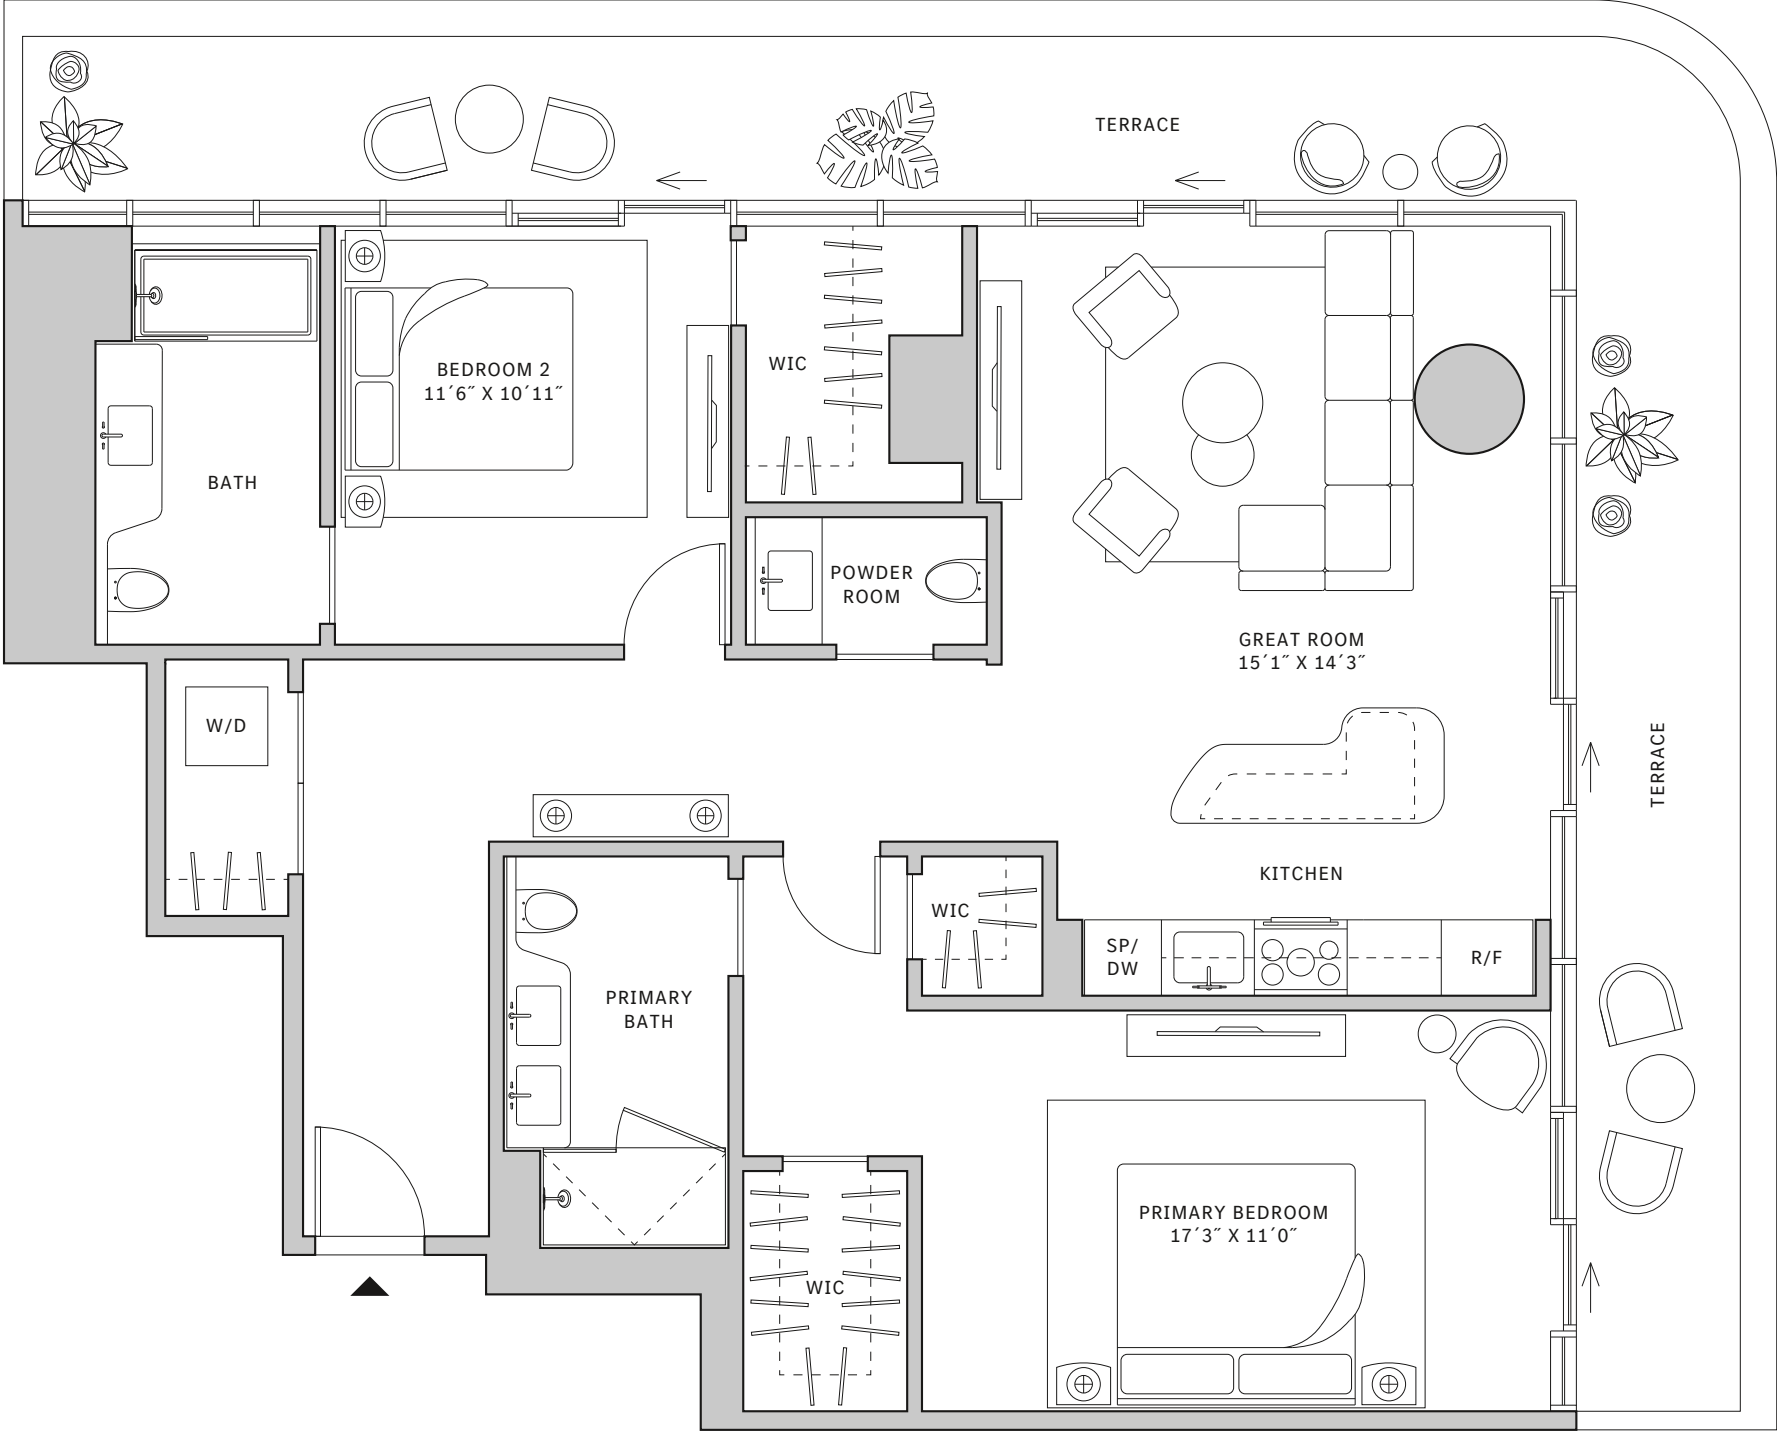 TERRACE
BEDROOM 2
11´6˝ X 10´11˝
WIC
BATH
POWDER
ROOM
GREAT ROOM
15´1˝ X 14´3˝
W/D
TERRACE
KITCHEN
WIC
SP/
DW
R/F
PRIMARY
BATH
PRIMARY BEDROOM
17´3˝ X 11´0˝
WIC